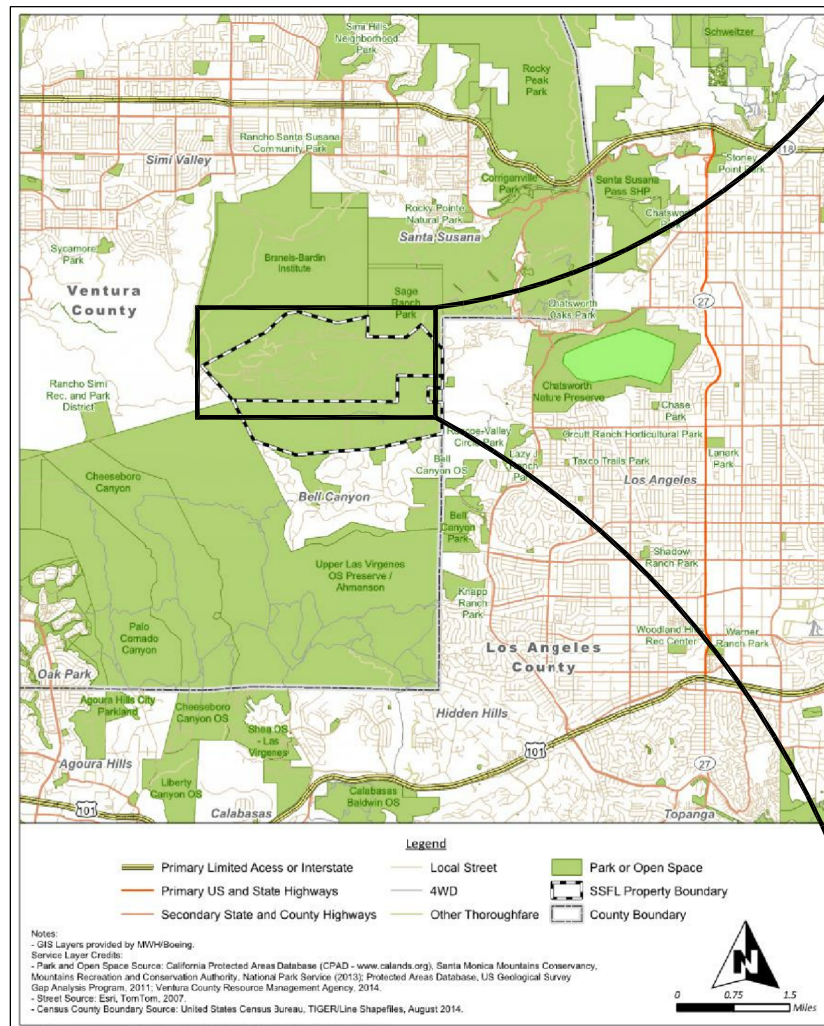 Simi Hills
Neighborhood
Park
Schweitzer
Rocky
Peak
Park
Rancho Santa Susana
Community Park
Simi Valley
18
Stoney
Point Park
Corriganville
Park
Santa Susana
Pass SHP
Rocky Pointe
Natural Park
Chatsworth
Park
Santa Susana
Sycamore
Park
Braneis-Bardin
Institute
Sage
Ranch
Park
Ventura
County
27
Chatsworth
Oaks Park
Rancho Simi
Rec. and Park
District
Chatsworth
Nature Preserve
Chase Park
Roscoe-Valley
Circle Park
Orcutt Ranch Horticultural Park
Lazy J
Ranch
Park
Taxco Trails Park
Lanark
Park
Bell
Canyon OS
Cheeseboro
Canyon
Los Angeles
Bell Canyon
Bell
Canyon
Park
Shadow
Ranch Park
Upper Las Virgenes
OS Preserve /
Ahmanson
Knapp
Ranch
Park
Palo
Comado
Canyon
Woodland Hills
Rec Center
Warner
Ranch Park
Los Angeles
County
Oak Park
Agoura Hills City
Parkland
Cheeseboro
Canyon OS
Hidden Hills
Shea OS
- Las
Virgenes
101
Agoura Hills
27
Liberty
Canyon OS
Calabasas
Baldwin OS
101
Calabasas
Topanga
Legend
Primary Limited Acess or Interstate
Local Street
Park or Open Space
Primary US and State Highways
4WD
SSFL Property Boundary
Secondary State and County Highways
Other Thoroughfare
County Boundary
Notes:
- GIS Layers provided by MWH/Boeing.
Service Layer Credits:
- Park and Open Space Source: California Protected Areas Database (CPAD - www.calands.org), Santa Monica Mountains Conservancy,
Mountains Recreation and Conservation Authority, National Park Service (2013); Protected Areas Database, US Geological Survey
Gap Analysis Program, 2011; Ventura County Resource Management Agency, 2014.
- Street Source: Esri, TomTom, 2007.
- Census County Boundary Source: United States Census Bureau, TIGER/Line Shapefiles, August 2014.
N
0 0.75 1.5
Miles